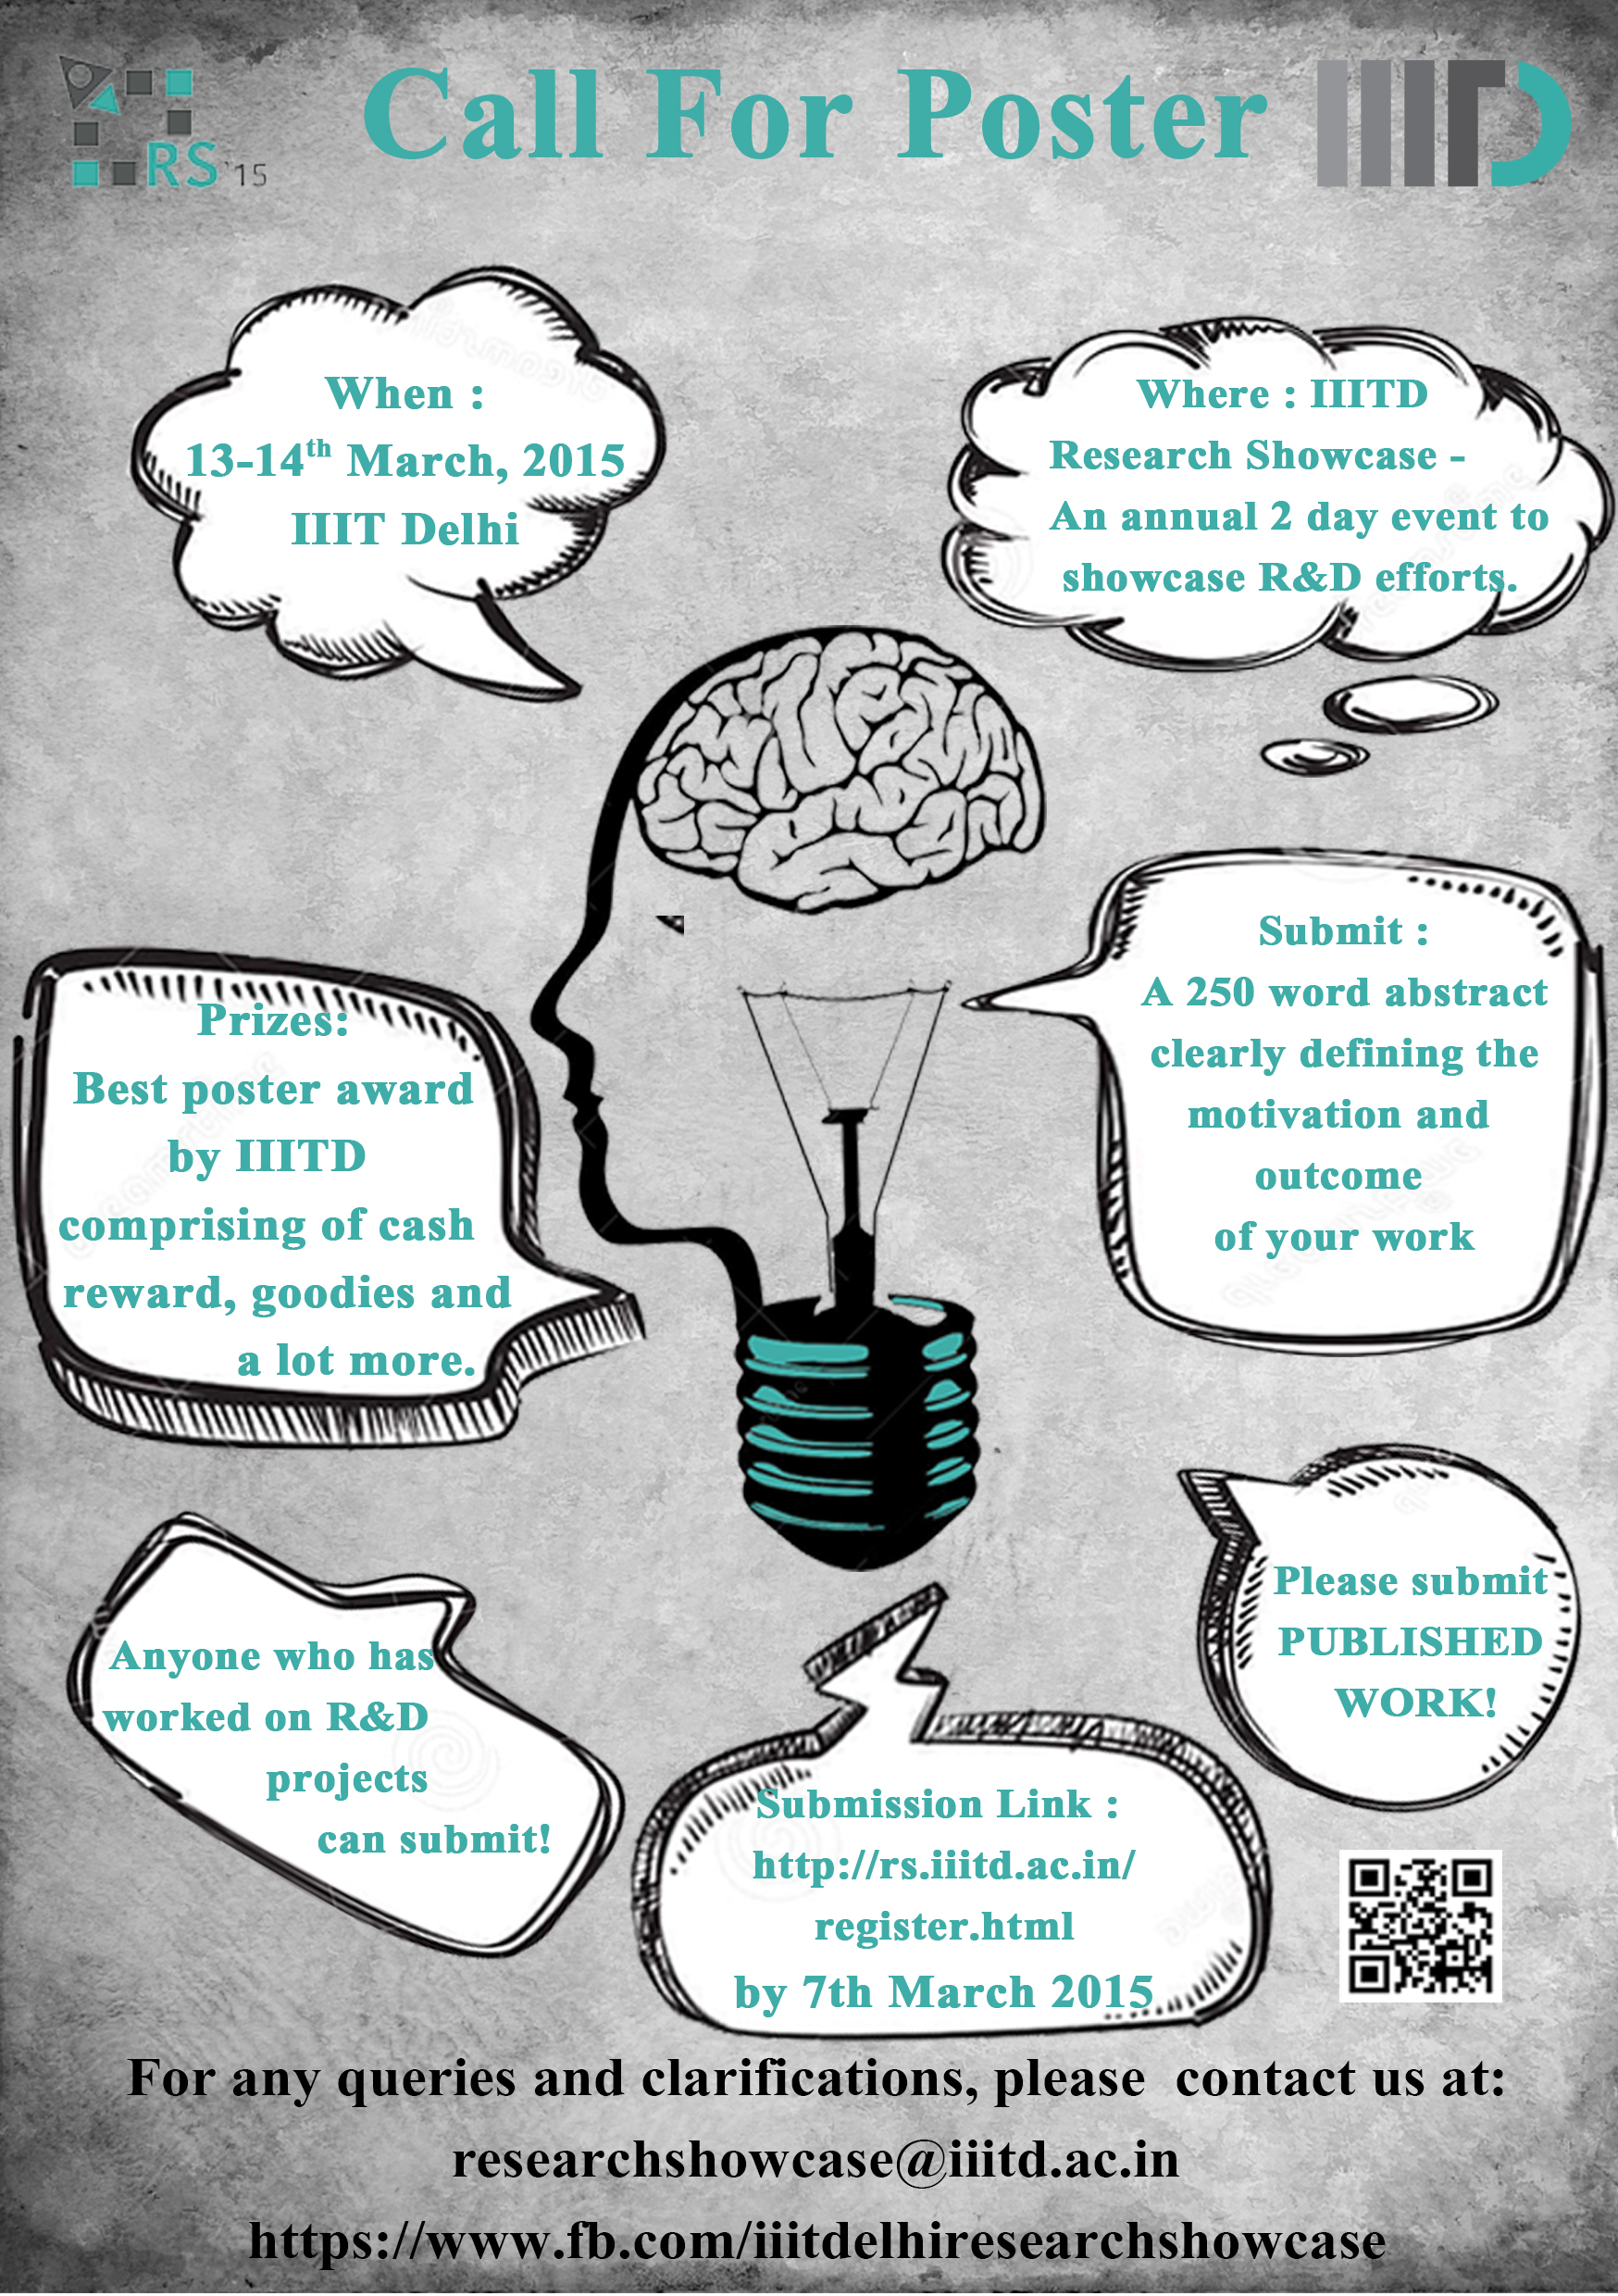 RS '15
Call For Poster
IIITD
When :
13-14th March, 2015
IIIT Delhi
Where : IIITD
Research Showcase -
An annual 2 day event to
showcase R&D efforts.
Submit :
A 250 word abstract
clearly defining the
motivation and
outcome
of your work
Prizes:
Best poster award
by IIITD
comprising of cash
reward, goodies and
a lot more.
Please submit
PUBLISHED
WORK!
Anyone who has
worked on R&D
projects
can submit!
Submission Link :
http://rs.iiitd.ac.in/
register.html
by 7th March 2015
For any queries and clarifications, please  contact us at:
researchshowcase@iiitd.ac.in
https://www.fb.com/iiitdelhiresearchshowcase